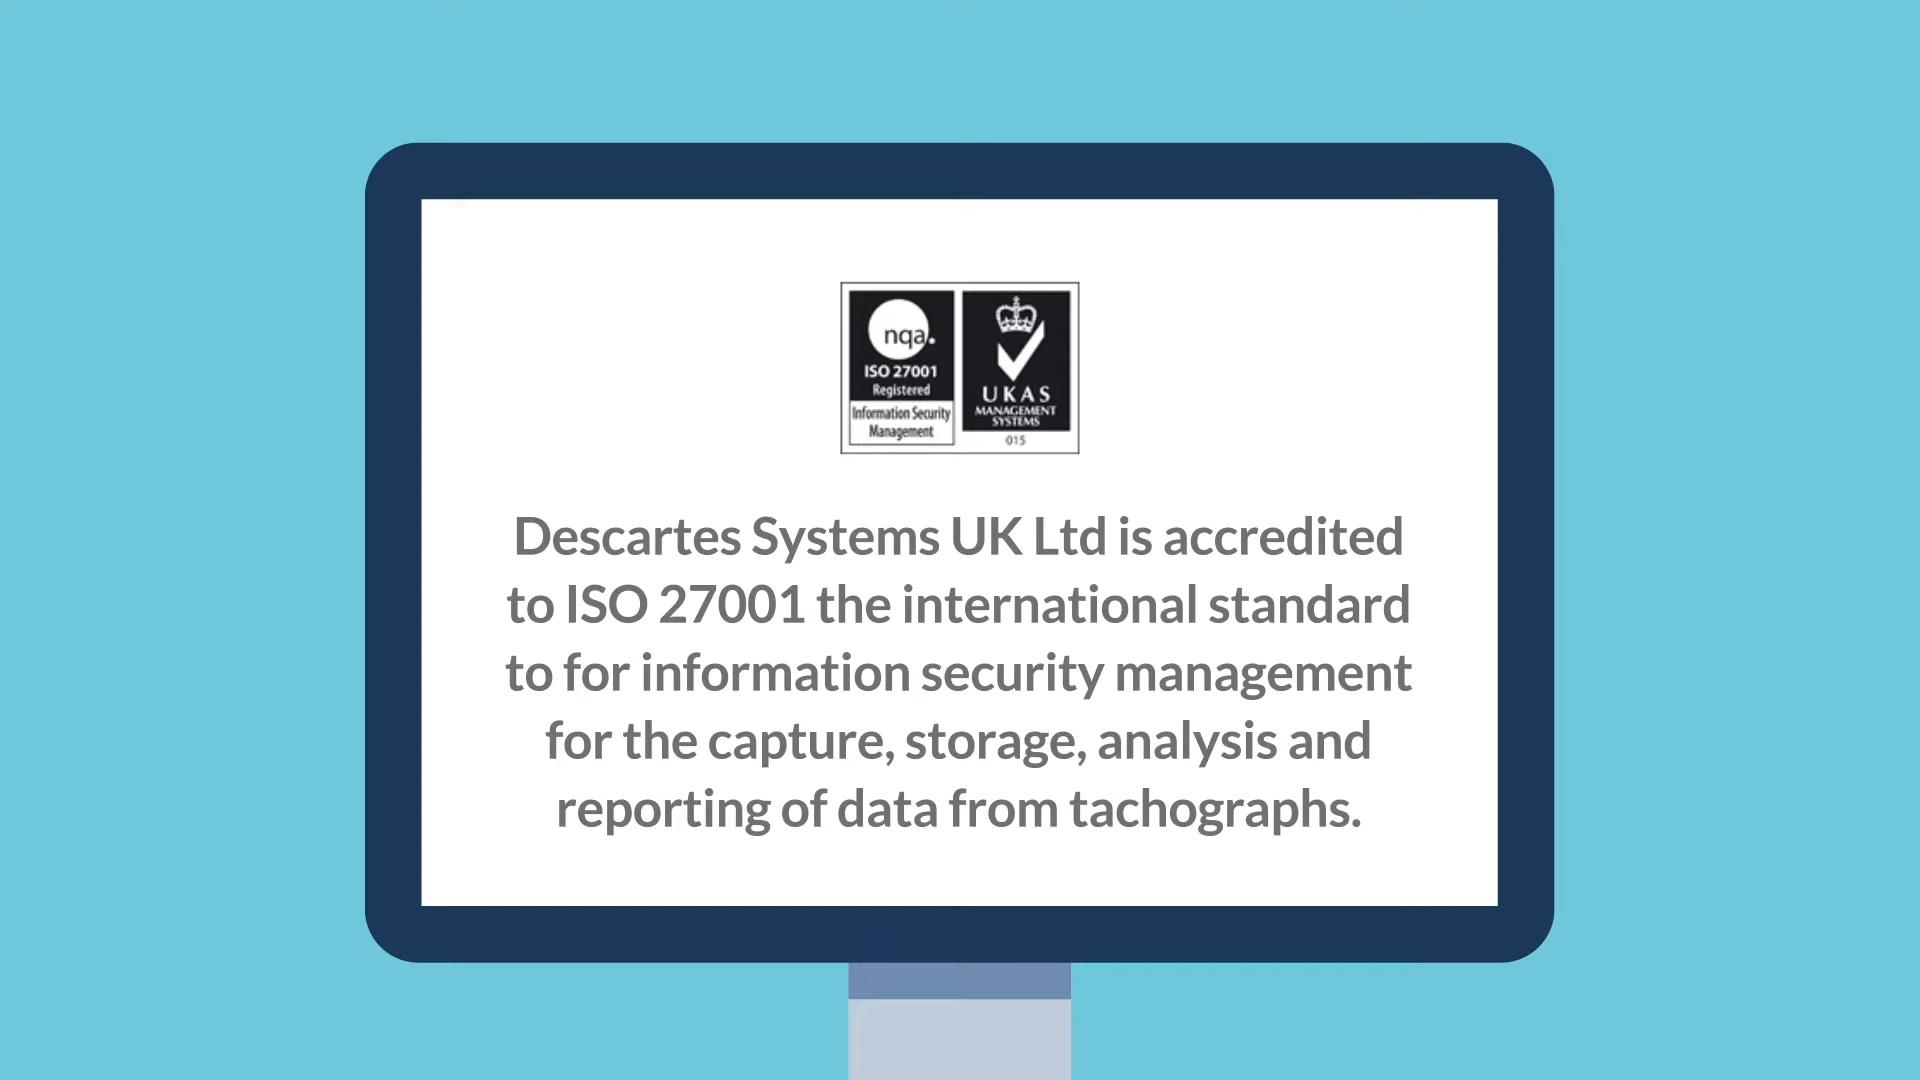 nqa.
ISO 27001
Registered
Information Security
Management
UKAS
MANAGEMENT
SYSTEMS
015
Descartes Systems UK Ltd is accredited
to ISO 27001 the international standard
to for information security management
for the capture, storage, analysis and
reporting of data from tachographs.